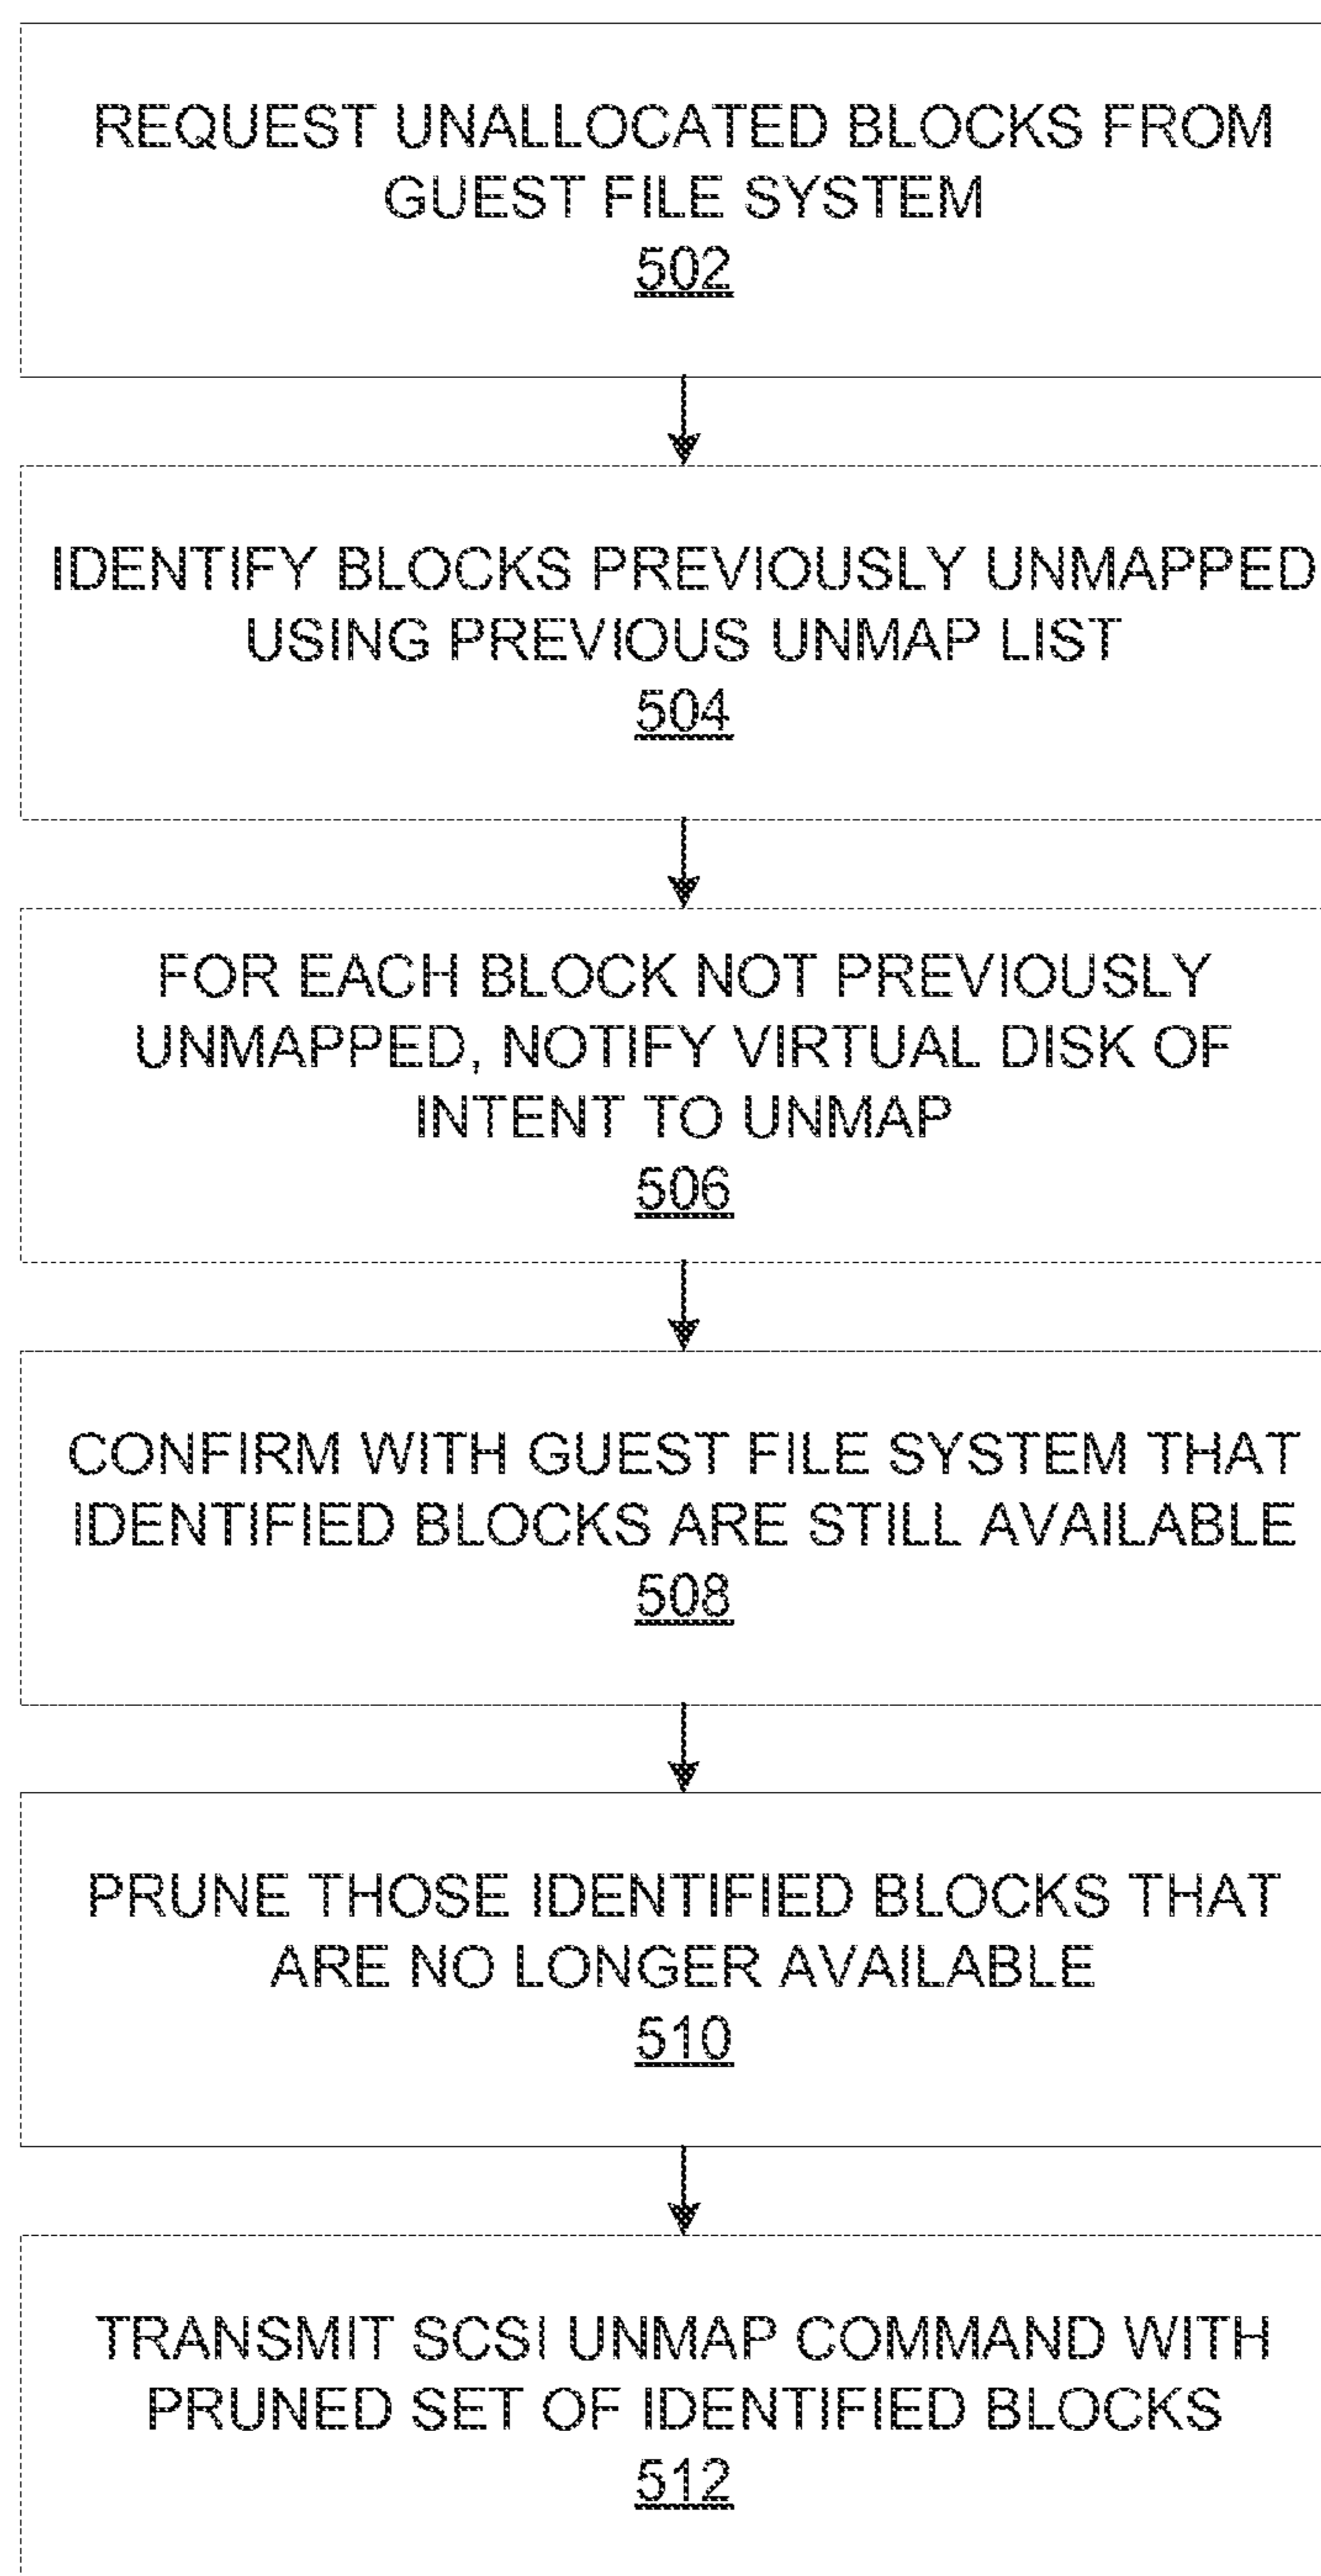 REQUEST UNALLOCATED BLOCKS FROM
GUEST FILE SYSTEM
502
IDENTIFY BLOCKS PREVIOUSLY UNMAPPED
USING PREVIOUS UNMAP LIST
504
FOR EACH BLOCK NOT PREVIOUSLY
UNMAPPED, NOTIFY VIRTUAL DISK OF
INTENT TO UNMAP
506
CONFIRM WITH GUEST FILE SYSTEM THAT
IDENTIFIED BLOCKS ARE STILL AVAILABLE
508
PRUNE THOSE IDENTIFIED BLOCKS THAT
ARE NO LONGER AVAILABLE
510
TRANSMIT SCSI UNMAP COMMAND WITH
PRUNED SET OF IDENTIFIED BLOCKS
512